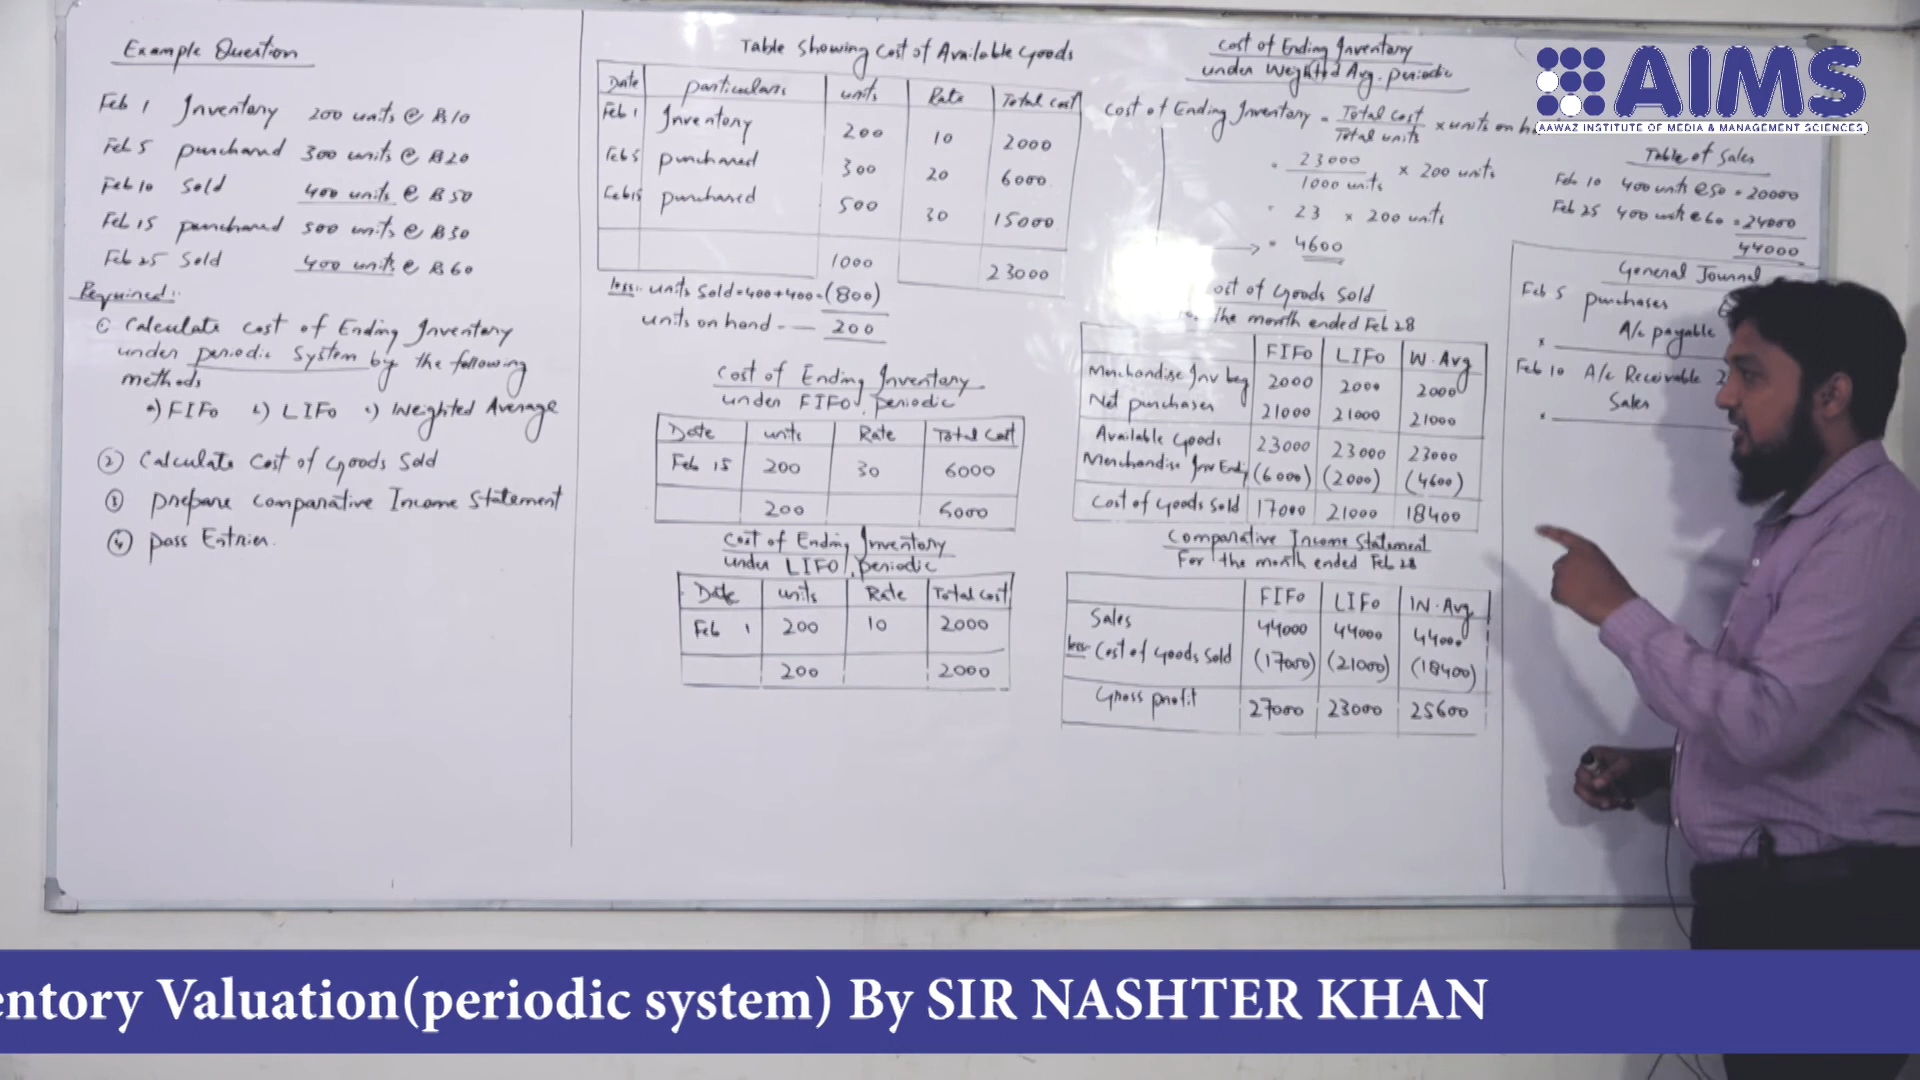 Example Question
Feb 1 Inventory 200 units @ Rs10
Feb 5 purchased 300 units @ Rs20
Feb 10 Sold 400 units @ Rs50
Feb 15 purchased 500 units @ Rs30
Feb 25 Sold 400 units @ Rs60
Required:
① Calculate cost of Ending Inventory
under periodic System by the following
methods
a) FIFO b) LIFO c) Weighted Average
② Calculate Cost of Goods Sold
③ prepare comparative Income Statement
④ pass Entries.
Table Showing Cost of Available Goods
Date particulars units Rate Total cost
Feb 1 Inventory 200 10 2000
Feb 5 purchased 300 20 6000
Feb 15 purchased 500 30 15000
1000 23000
less: units Sold=400+400=(800)
units on hand - — 200
Cost of Ending Inventory
under FIFO, periodic
Date units Rate Total Cost
Feb 15 200 30 6000
200 6000
Cost of Ending Inventory
under LIFO, periodic
Date units Rate Total Cost
Feb 1 200 10 2000
200 2000
Cost of Ending Inventory
under Weighted Avg. periodic
Cost of Ending Inventory = Total Cost / Total units × units on
= 23000 / 1000 units × 200 units
= 23 × 200 units
= 4600
ost of Goods Sold
the month ended Feb 28
FIFO LIFO W.Avg
Merchandise Inv beg 2000 2000 2000
Net purchases 21000 21000 21000
Available Goods 23000 23000 23000
Merchandise Inv End (6000) (2000) (4600)
Cost of Goods Sold 17000 21000 18400
Comparative Income Statement
For the month ended Feb 28
FIFO LIFO W.Avg
Sales 44000 44000 44000
less Cost of Goods Sold (17000) (21000) (18400)
Gross profit 27000 23000 25600
AIMS
AAWAZ INSTITUTE OF MEDIA & MANAGEMENT SCIENCES
Table of Sales
Feb 10 400 units @50 = 20000
Feb 25 400 units @60 = 24000
44000
General Journal
Feb 5 purchases
A/c payable
Feb 10 A/c Receivable 2
Sales
entory Valuation(periodic system) By SIR NASHTER KHAN